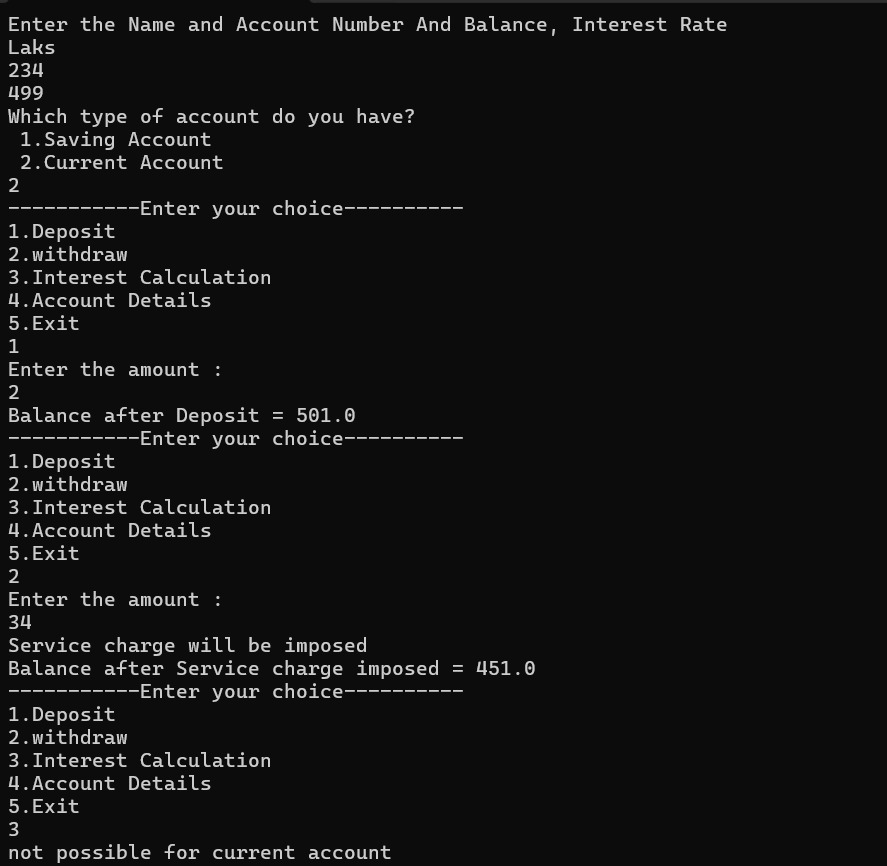 Enter the Name and Account Number And Balance, Interest Rate
Laks
234
499
Which type of account do you have?
 1.Saving Account
 2.Current Account
2
-----------Enter your choice----------
1.Deposit
2.withdraw
3.Interest Calculation
4.Account Details
5.Exit
1
Enter the amount :
2
Balance after Deposit = 501.0
-----------Enter your choice----------
1.Deposit
2.withdraw
3.Interest Calculation
4.Account Details
5.Exit
2
Enter the amount :
34
Service charge will be imposed
Balance after Service charge imposed = 451.0
-----------Enter your choice----------
1.Deposit
2.withdraw
3.Interest Calculation
4.Account Details
5.Exit
3
not possible for current account